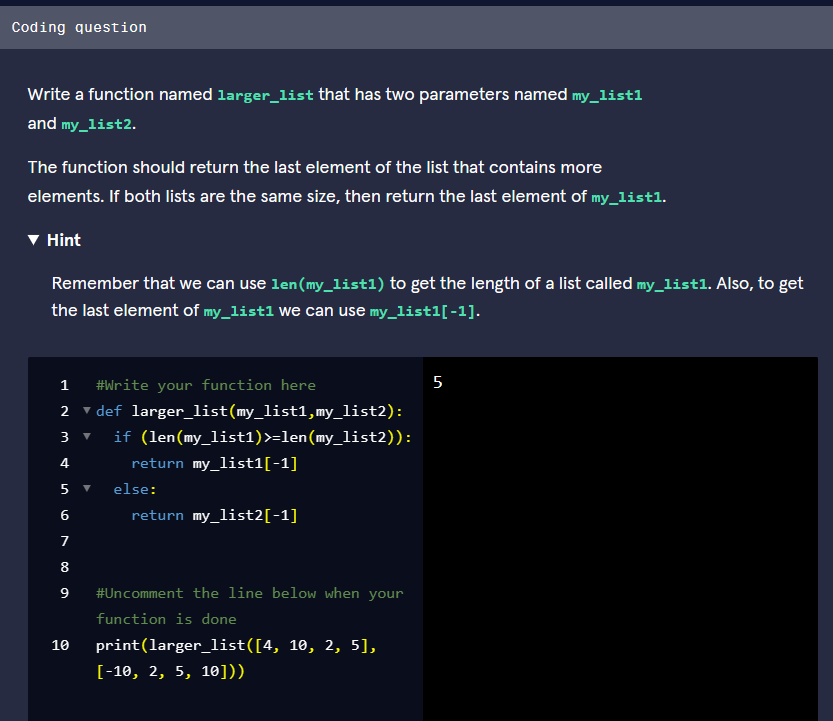 Coding question
Write a function named larger_list that has two parameters named my_list1
and my_list2.
The function should return the last element of the list that contains more
elements. If both lists are the same size, then return the last element of my_list1.
▼ Hint
Remember that we can use len(my_list1) to get the length of a list called my_list1. Also, to get
the last element of my_list1 we can use my_list1[-1].
1 #Write your function here
2 ▼ def larger_list(my_list1,my_list2):
3 ▼   if (len(my_list1)>=len(my_list2)):
4     return my_list1[-1]
5 ▼   else:
6     return my_list2[-1]
7
8
9 #Uncomment the line below when your
function is done
10 print(larger_list([4, 10, 2, 5],
[-10, 2, 5, 10]))
5